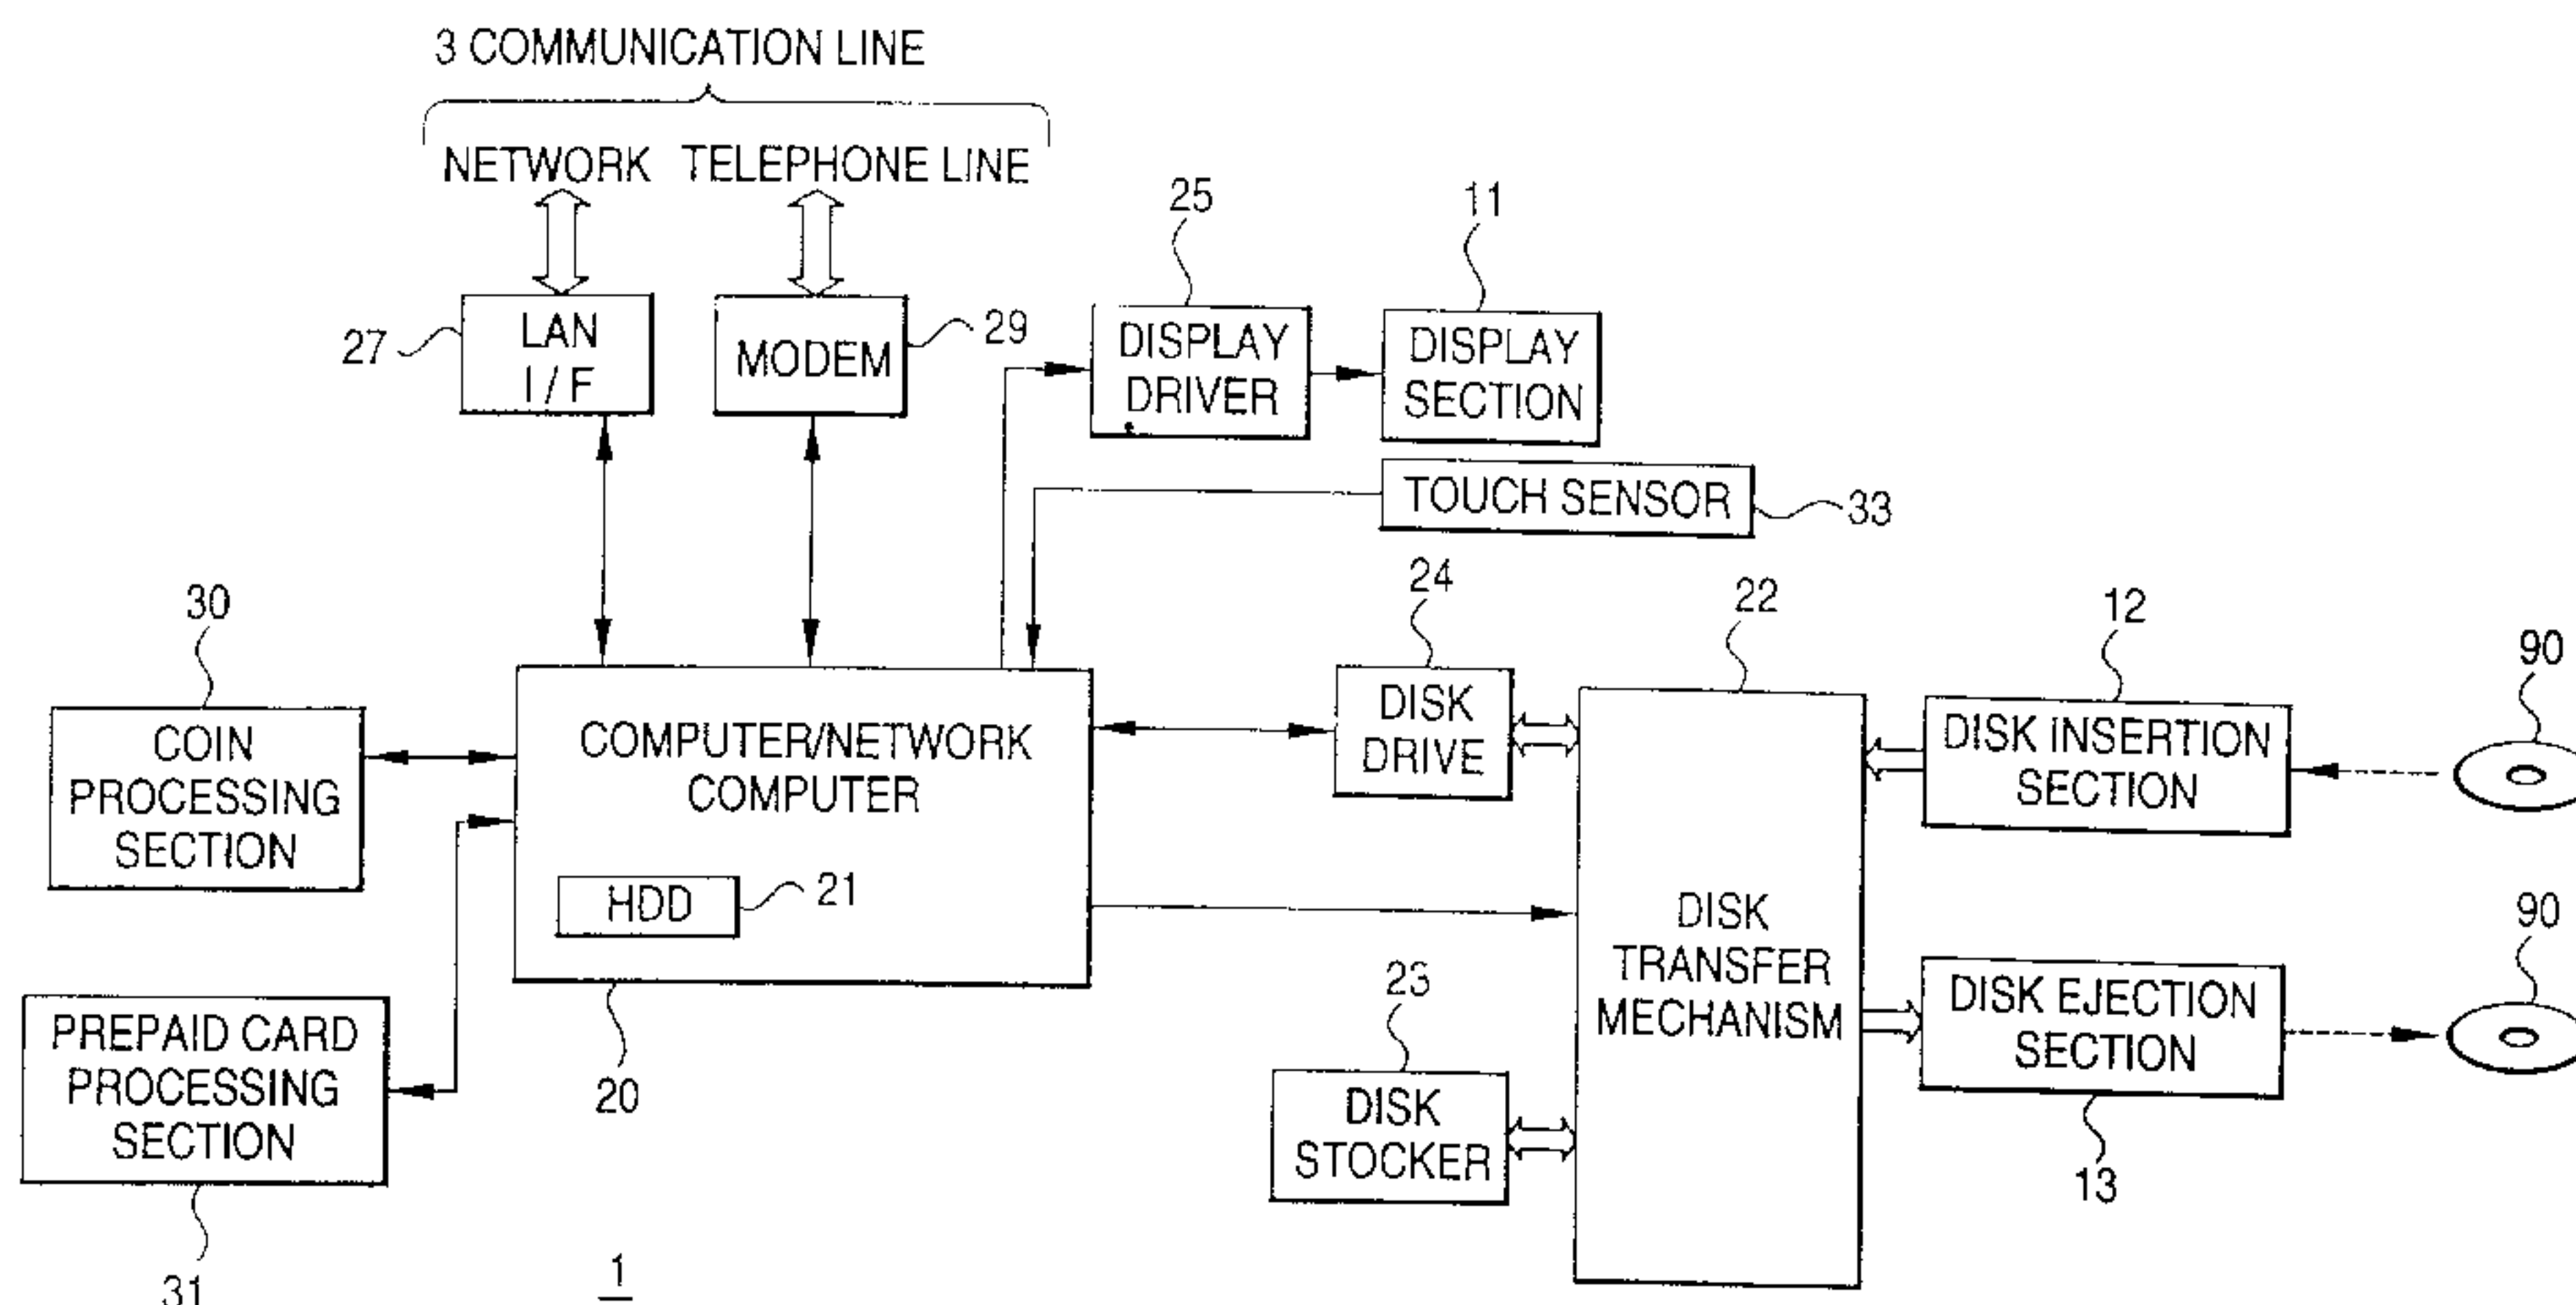 3 COMMUNICATION LINE
NETWORK TELEPHONE LINE
25
11
27
LAN
I / F
MODEM
29
DISPLAY
DRIVER
DISPLAY
SECTION
TOUCH SENSOR
33
30
24
22
12
90
COIN
PROCESSING
SECTION
COMPUTER/NETWORK
COMPUTER
HDD
21
DISK
DRIVE
DISK INSERTION
SECTION
DISK
TRANSFER
MECHANISM
90
23
DISK EJECTION
SECTION
PREPAID CARD
PROCESSING
SECTION
20
DISK
STOCKER
13
31
1